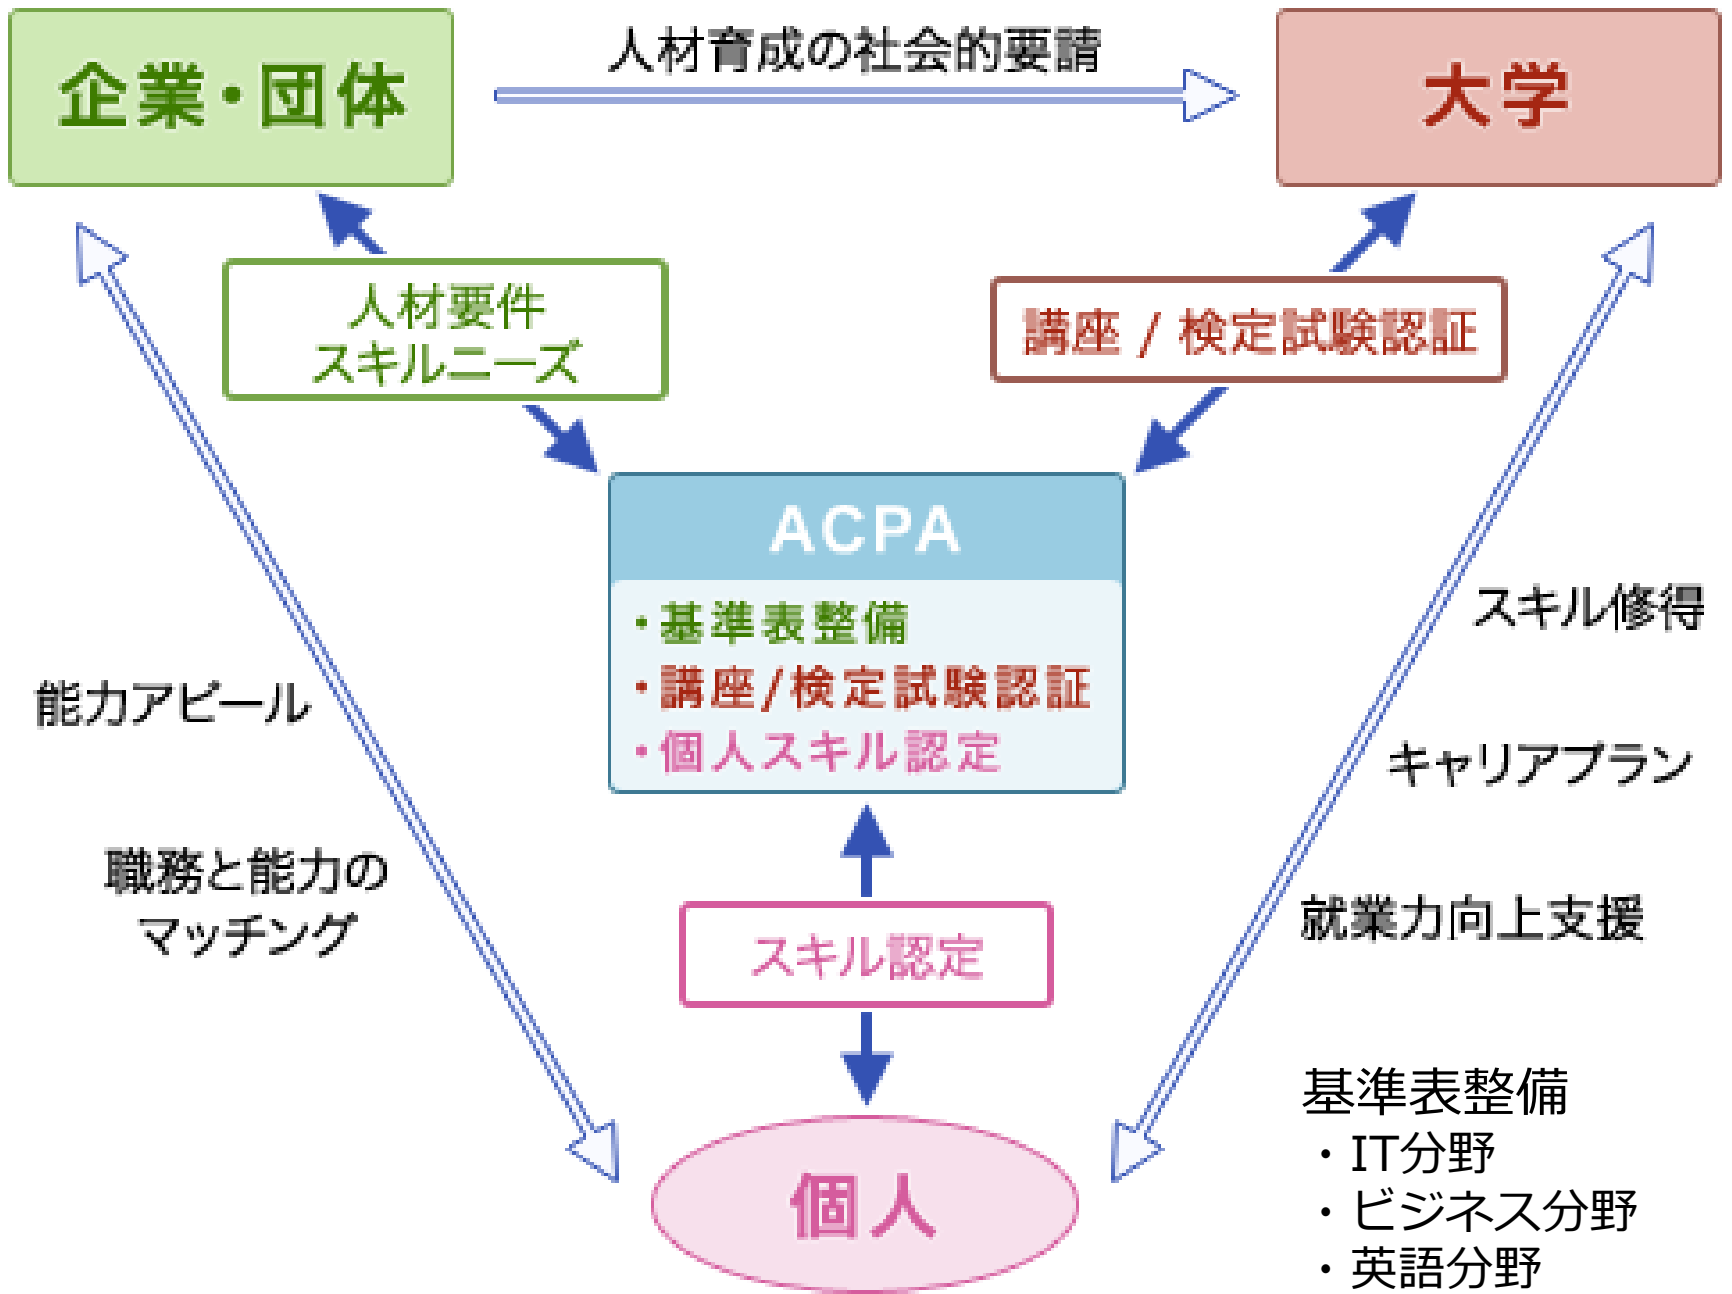 企業・団体
人材育成の社会的要請
大学
人材要件
スキルニーズ
講座 / 検定試験認証
ACPA
・基準表整備
・講座/検定試験認証
・個人スキル認定
能力アピール
職務と能力の
マッチング
スキル修得
キャリアプラン
就業力向上支援
スキル認定
個人
基準表整備
・IT分野
・ビジネス分野
・英語分野